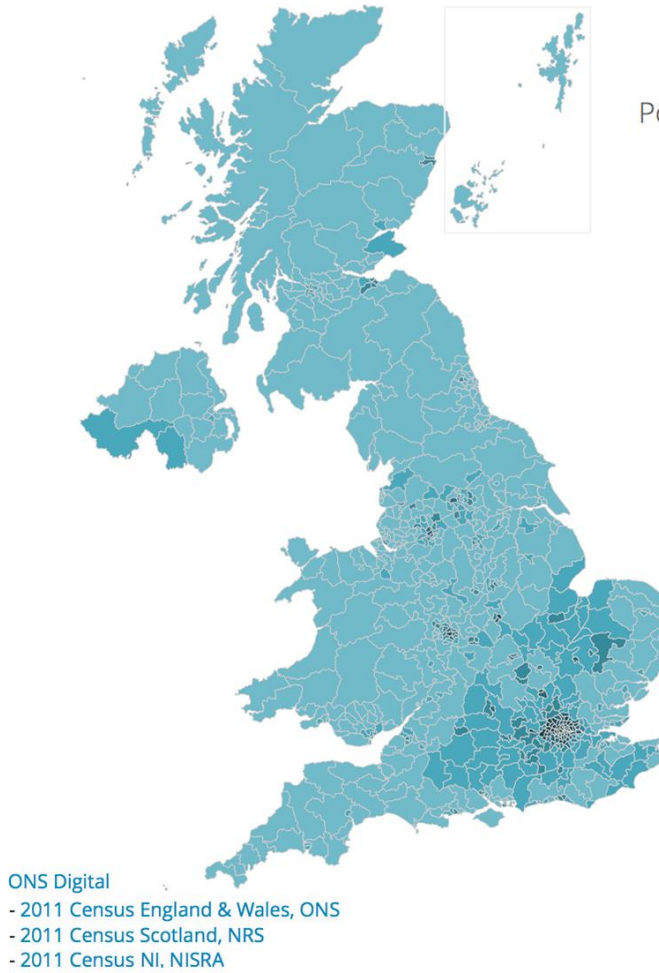 ONS Digital
- 2011 Census England & Wales, ONS
- 2011 Census Scotland, NRS
- 2011 Census NI, NISRA